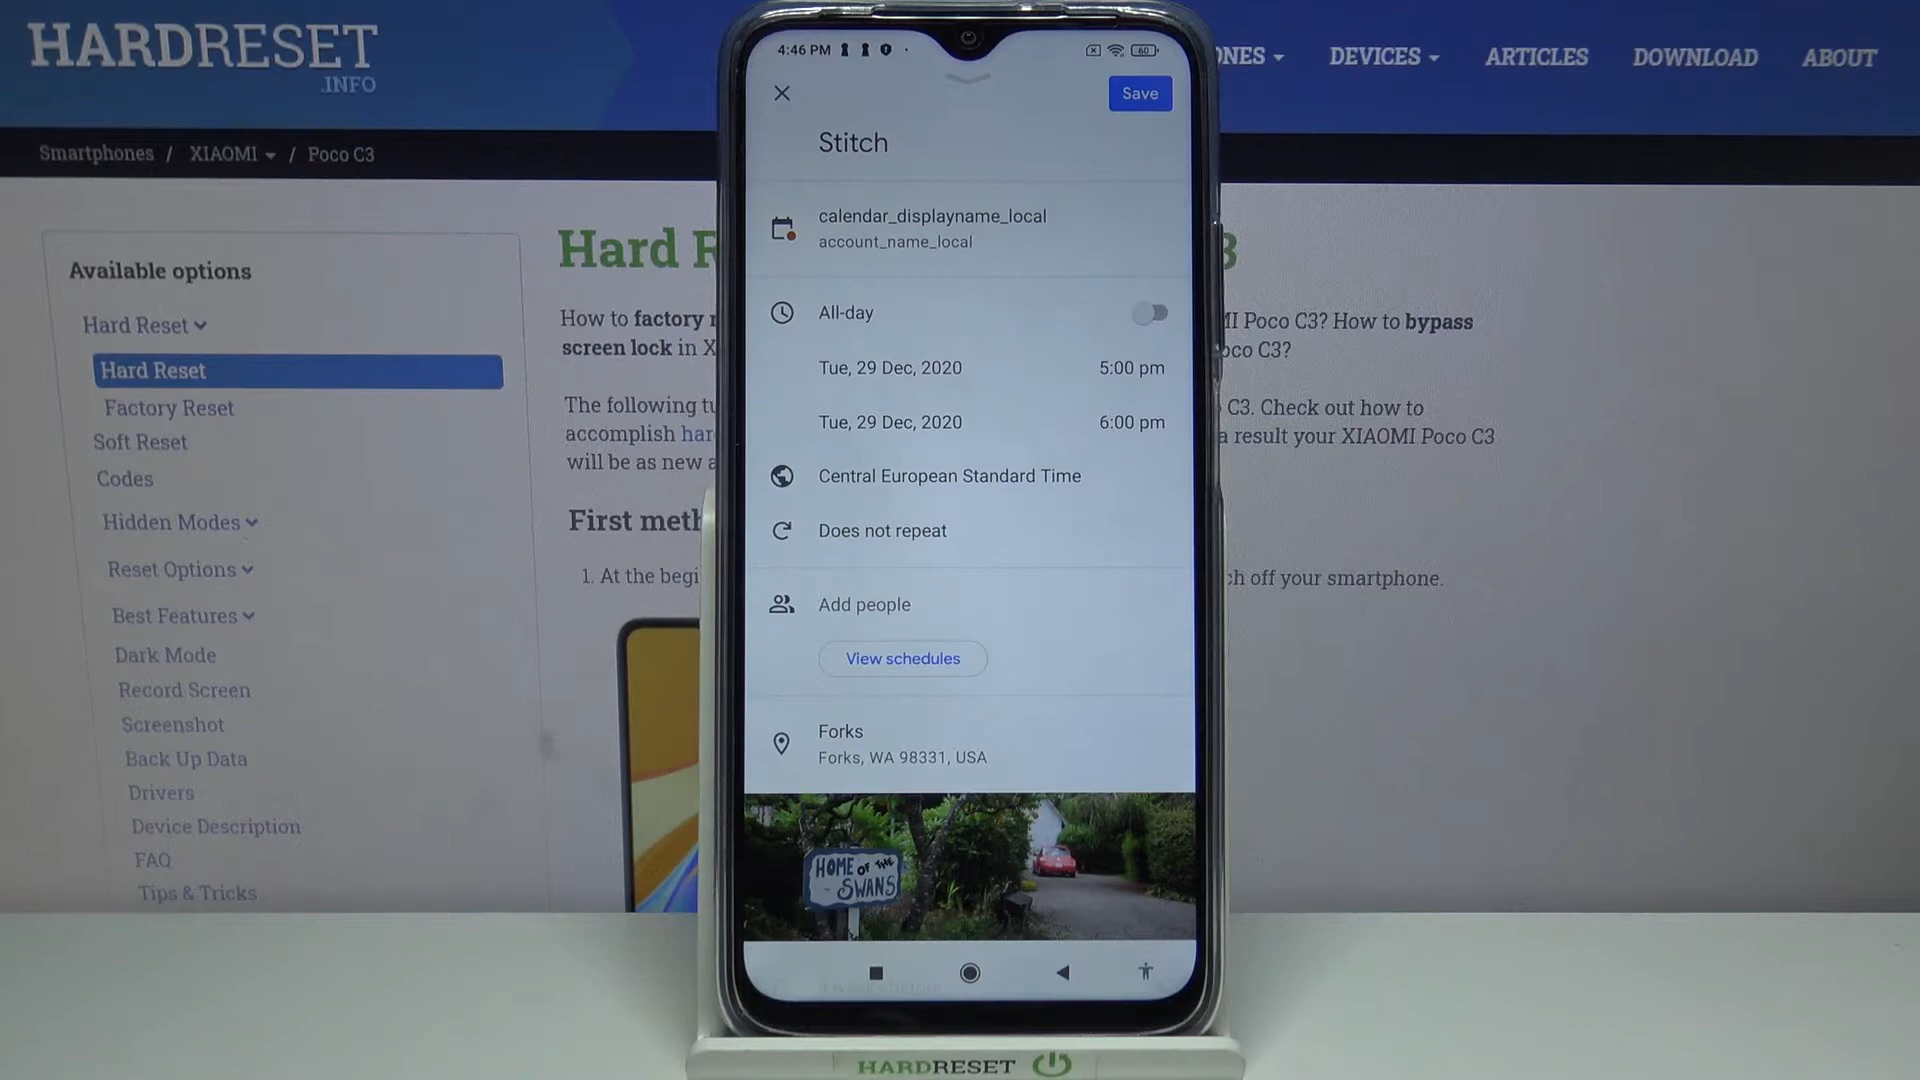 HARDRESET
.INFO
ONES
DEVICES
ARTICLES
DOWNLOAD
ABOUT
Smartphones / XIAOMI / Poco C3
Available options
Hard Reset
Hard Reset
Factory Reset
Soft Reset
Codes
Hidden Modes
Reset Options
Best Features
Dark Mode
Record Screen
Screenshot
Back Up Data
Drivers
Device Description
FAQ
Tips & Tricks
Hard R
3
How to factory r
MI Poco C3? How to bypass
screen lock in X
oco C3?
The following tu
C3. Check out how to
accomplish har
a result your XIAOMI Poco C3
will be as new a
First meth
1. At the begi
ch off your smartphone.
4:46 PM
60
Save
Stitch
calendar_displayname_local
account_name_local
All-day
Tue, 29 Dec, 2020 5:00 pm
Tue, 29 Dec, 2020 6:00 pm
Central European Standard Time
Does not repeat
Add people
View schedules
Forks
Forks, WA 98331, USA
HOME OF THE
SWANS
HARDRESET